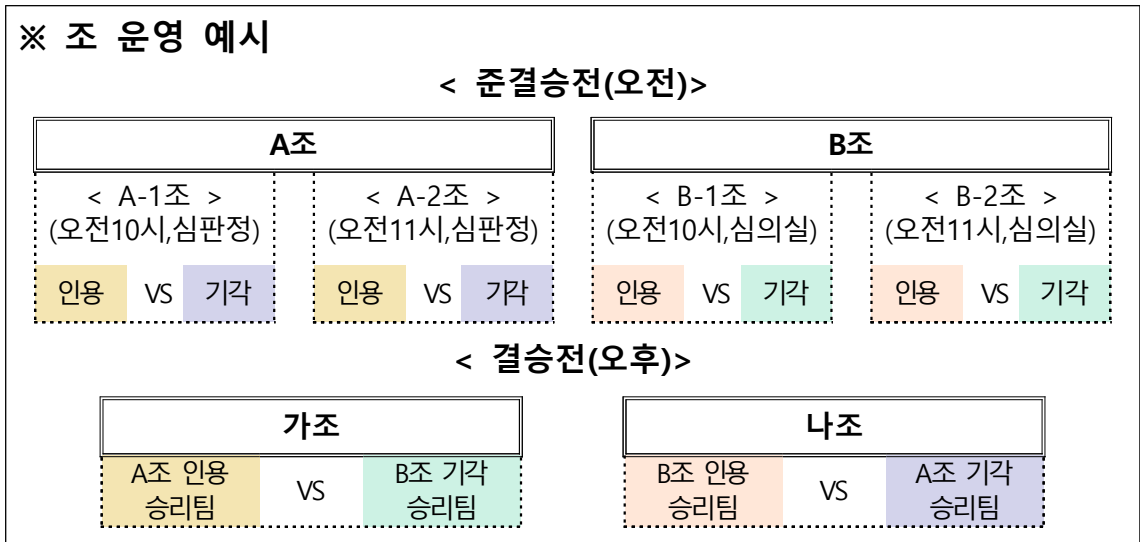 ※ 조 운영 예시
< 준결승전(오전)>
A조
B조
< A-1조 >
(오전10시,심판정)
< A-2조 >
(오전11시,심판정)
< B-1조 >
(오전10시,심의실)
< B-2조 >
(오전11시,심의실)
인용 VS 기각
인용 VS 기각
인용 VS 기각
인용 VS 기각
< 결승전(오후)>
가조
나조
A조 인용
승리팀
VS
B조 기각
승리팀
B조 인용
승리팀
VS
A조 기각
승리팀